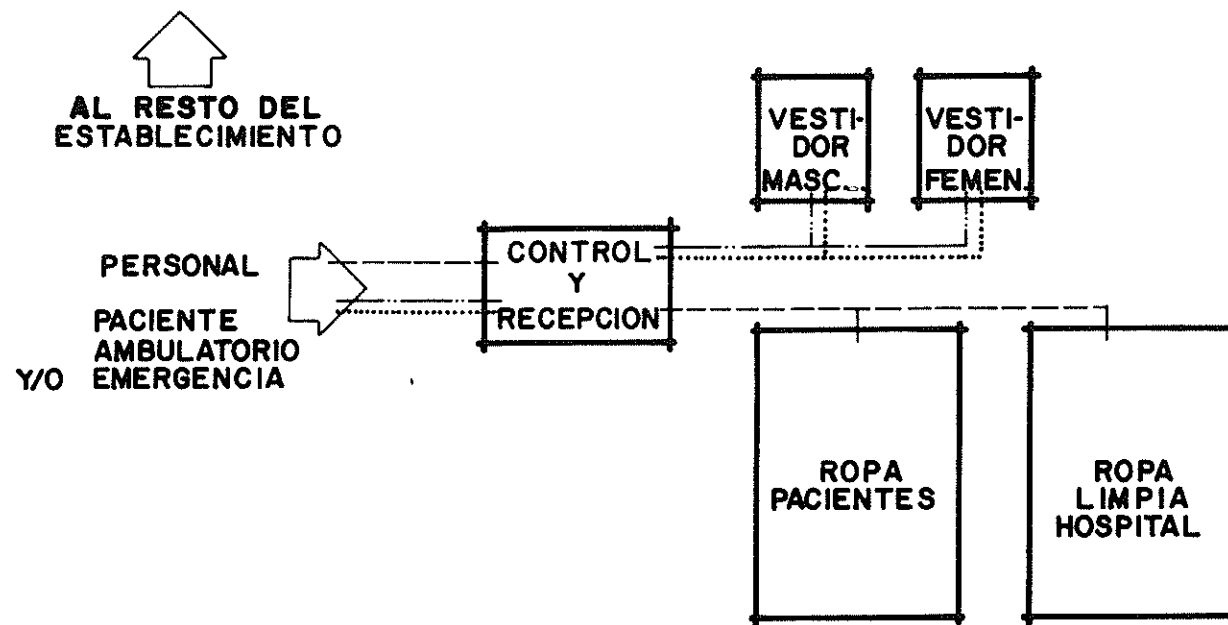 AL RESTO DEL
ESTABLECIMIENTO
VESTI-
DOR
MASC.
VESTI-
DOR
FEMEN.
PERSONAL
PACIENTE
AMBULATORIO
Y/O EMERGENCIA
CONTROL
Y
RECEPCION
ROPA
PACIENTES
ROPA
LIMPIA
HOSPITAL